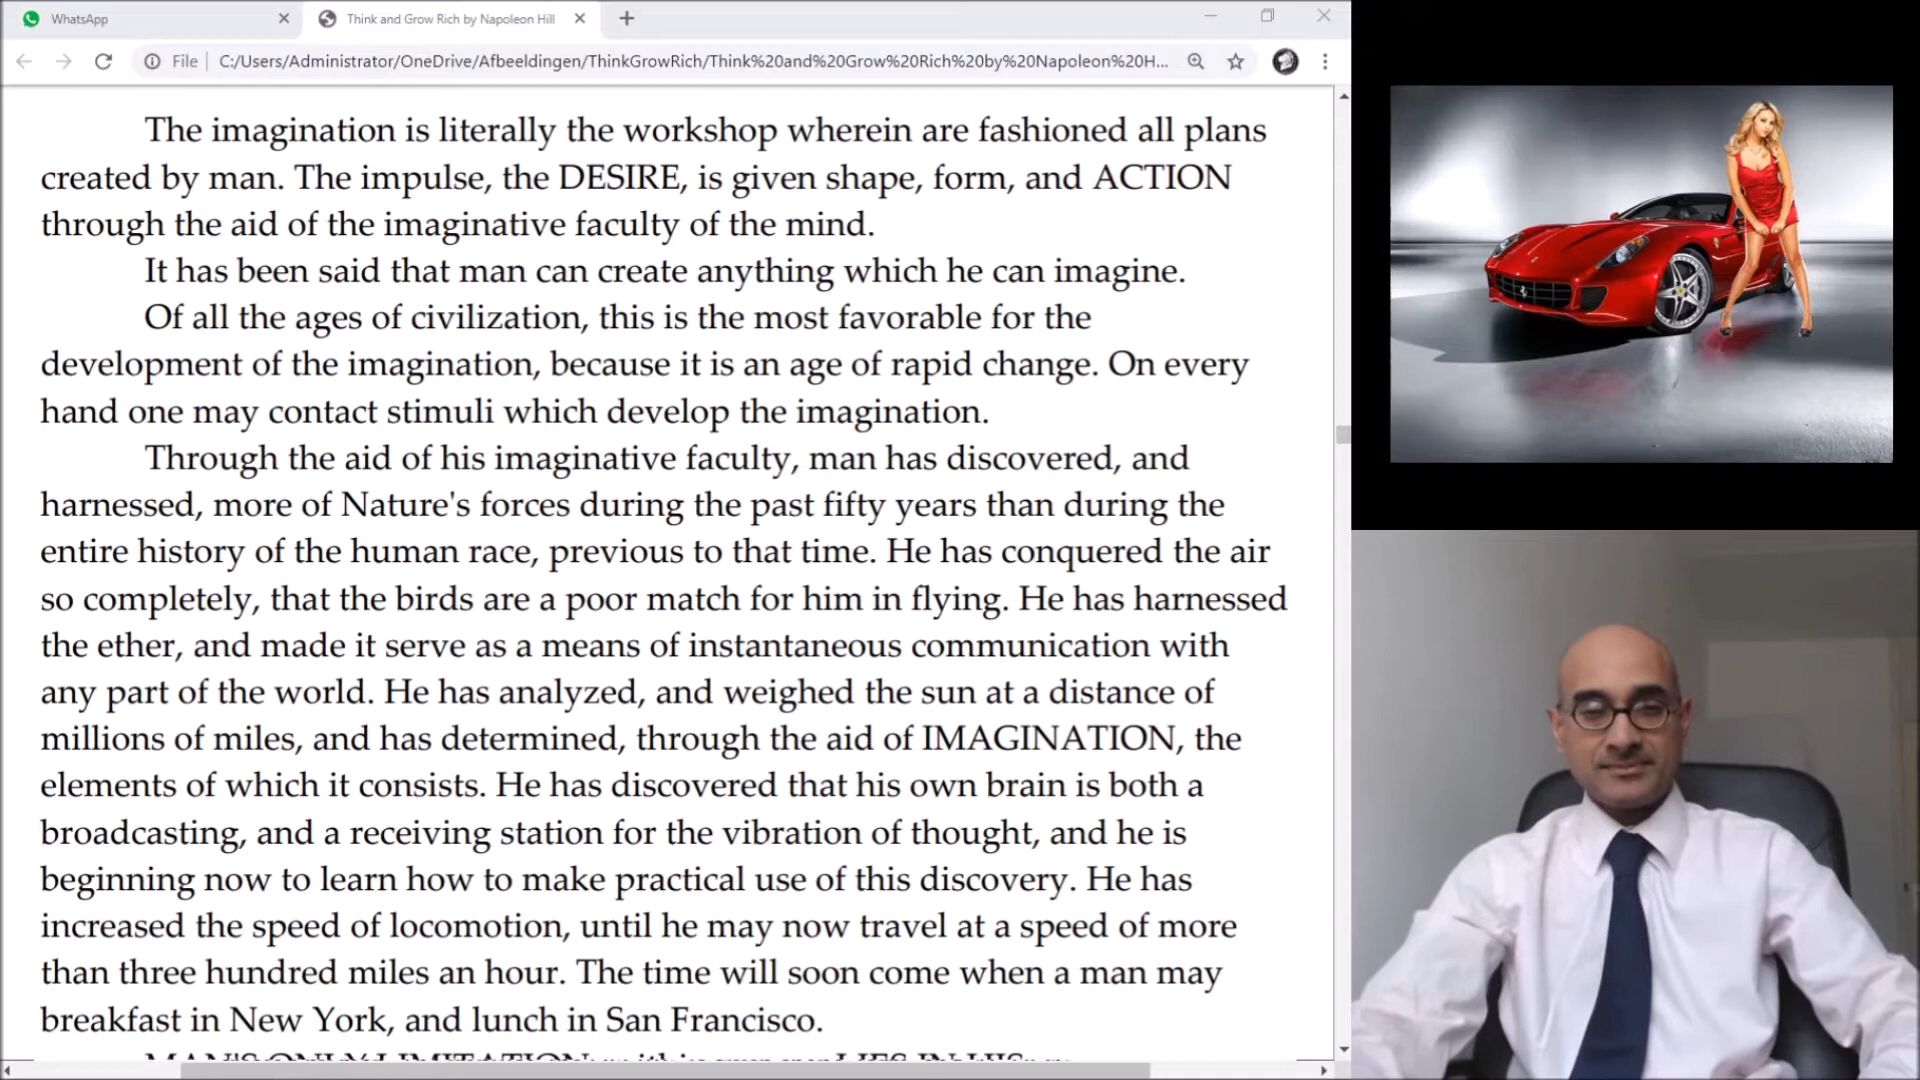 WhatsApp
Think and Grow Rich by Napoleon Hill
File
C:/Users/Administrator/OneDrive/Afbeeldingen/ThinkGrowRich/Think%20and%20Grow%20Rich%20by%20Napoleon%20H...
The imagination is literally the workshop wherein are fashioned all plans
created by man. The impulse, the DESIRE, is given shape, form, and ACTION
through the aid of the imaginative faculty of the mind.
It has been said that man can create anything which he can imagine.
Of all the ages of civilization, this is the most favorable for the
development of the imagination, because it is an age of rapid change. On every
hand one may contact stimuli which develop the imagination.
Through the aid of his imaginative faculty, man has discovered, and
harnessed, more of Nature's forces during the past fifty years than during the
entire history of the human race, previous to that time. He has conquered the air
so completely, that the birds are a poor match for him in flying. He has harnessed
the ether, and made it serve as a means of instantaneous communication with
any part of the world. He has analyzed, and weighed the sun at a distance of
millions of miles, and has determined, through the aid of IMAGINATION, the
elements of which it consists. He has discovered that his own brain is both a
broadcasting, and a receiving station for the vibration of thought, and he is
beginning now to learn how to make practical use of this discovery. He has
increased the speed of locomotion, until he may now travel at a speed of more
than three hundred miles an hour. The time will soon come when a man may
breakfast in New York, and lunch in San Francisco.
MAN'S ONLY LIMITATION LIES IN HIS